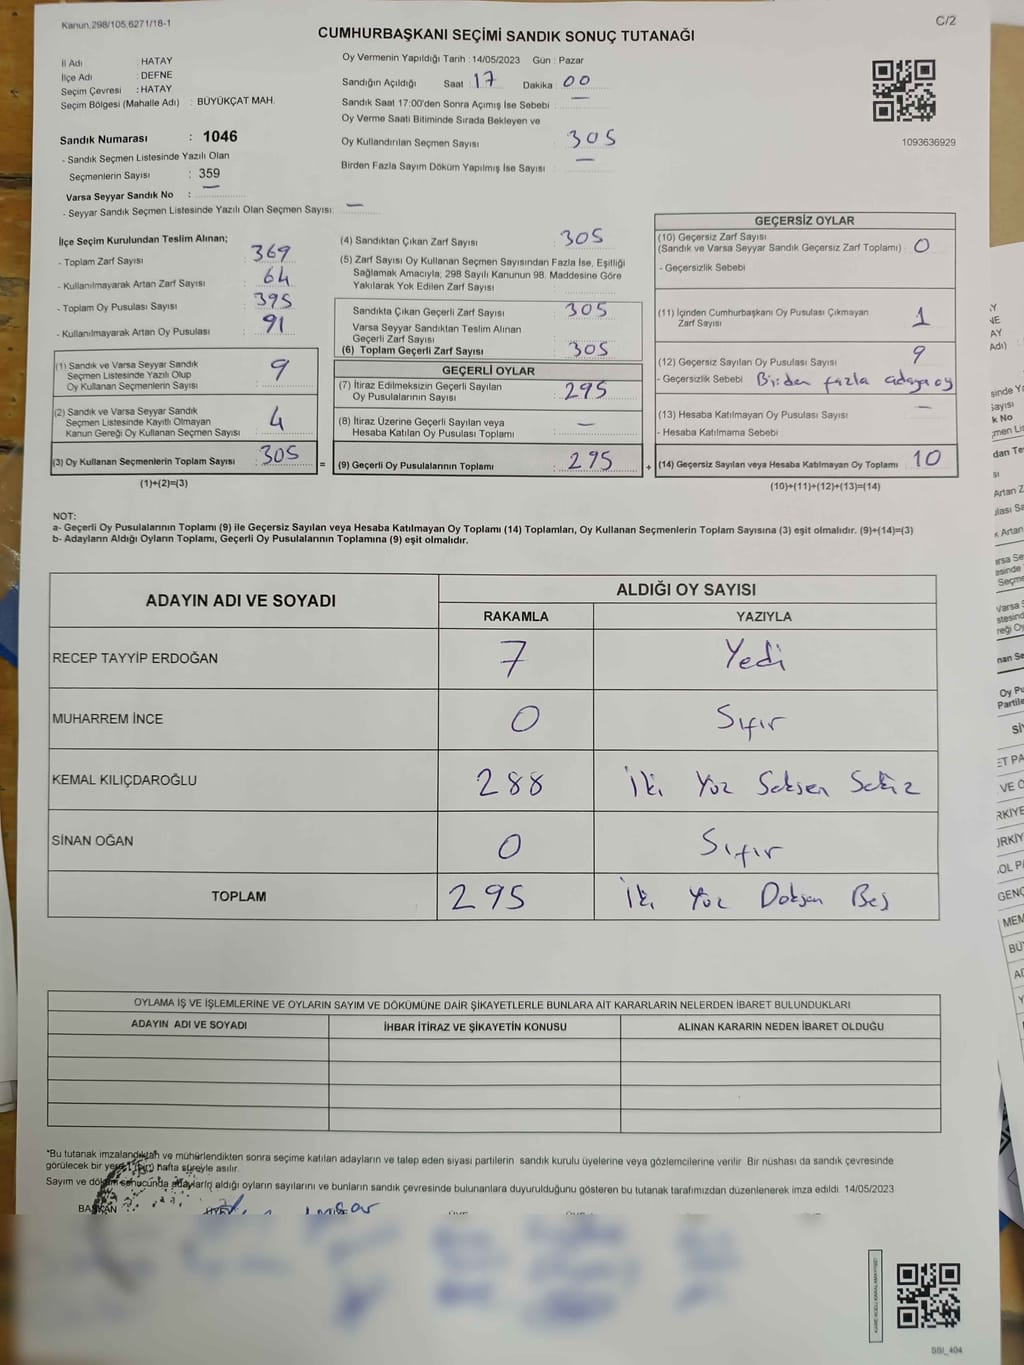 Kanun.298/105,6271/18-1
C/2
CUMHURBAŞKANI SEÇİMİ SANDIK SONUÇ TUTANAĞI
İl Adı : HATAY
İlçe Adı : DEFNE
Seçim Çevresi : HATAY
Seçim Bölgesi (Mahalle Adı) : BÜYÜKÇAT MAH.
Sandık Numarası : 1046
- Sandık Seçmen Listesinde Yazılı Olan
Seçmenlerin Sayısı : 359
Varsa Seyyar Sandık No : —
- Seyyar Sandık Seçmen Listesinde Yazılı Olan Seçmen Sayısı: —
Oy Vermenin Yapıldığı Tarih : 14/05/2023 Gün : Pazar
Sandığın Açıldığı Saat : 17 Dakika : 00
Sandık Saat 17:00'den Sonra Açımış İse Sebebi : —
Oy Verme Saati Bitiminde Sırada Bekleyen ve
Oy Kullandırılan Seçmen Sayısı : 305
Birden Fazla Sayım Döküm Yapılmış İse Sayısı : —
1093636929
İlçe Seçim Kurulundan Teslim Alınan;
- Toplam Zarf Sayısı : 369
- Kullanılmayarak Artan Zarf Sayısı : 64
- Toplam Oy Pusulası Sayısı : 395
- Kullanılmayarak Artan Oy Pusulası : 91
(1) Sandık ve Varsa Seyyar Sandık
Seçmen Listesinde Yazılı Olup
Oy Kullanan Seçmenlerin Sayısı : 9
(2) Sandık ve Varsa Seyyar Sandık
Seçmen Listesinde Kayıtlı Olmayan
Kanun Gereği Oy Kullanan Seçmen Sayısı : 4
(3) Oy Kullanan Seçmenlerin Toplam Sayısı : 305
(1)+(2)=(3)
(4) Sandıktan Çıkan Zarf Sayısı : 305
(5) Zarf Sayısı Oy Kullanan Seçmen Sayısından Fazla İse, Eşitliği
Sağlamak Amacıyla; 298 Sayılı Kanunun 98. Maddesine Göre
Yakılarak Yok Edilen Zarf Sayısı :
Sandıkta Çıkan Geçerli Zarf Sayısı : 305
Varsa Seyyar Sandıktan Teslim Alınan
Geçerli Zarf Sayısı :
(6) Toplam Geçerli Zarf Sayısı : 305
GEÇERLİ OYLAR
(7) İtiraz Edilmeksizin Geçerli Sayılan
Oy Pusulalarının Sayısı : 295
(8) İtiraz Üzerine Geçerli Sayılan veya
Hesaba Katılan Oy Pusulası Toplamı : —
= (9) Geçerli Oy Pusulalarının Toplamı : 295 +
GEÇERSİZ OYLAR
(10) Geçersiz Zarf Sayısı
(Sandık ve Varsa Seyyar Sandık Geçersiz Zarf Toplamı) : 0
- Geçersizlik Sebebi
(11) İçinden Cumhurbaşkanı Oy Pusulası Çıkmayan
Zarf Sayısı 1
(12) Geçersiz Sayılan Oy Pusulası Sayısı 9
- Geçersizlik Sebebi Birden fazla adaya oy
(13) Hesaba Katılmayan Oy Pusulası Sayısı —
- Hesaba Katılmama Sebebi
(14) Geçersiz Sayılan veya Hesaba Katılmayan Oy Toplamı 10
(10)+(11)+(12)+(13)=(14)
NOT:
a- Geçerli Oy Pusulalarının Toplamı (9) ile Geçersiz Sayılan veya Hesaba Katılmayan Oy Toplamı (14) Toplamları, Oy Kullanan Seçmenlerin Toplam Sayısına (3) eşit olmalıdır. (9)+(14)=(3)
b- Adayların Aldığı Oyların Toplamı, Geçerli Oy Pusulalarının Toplamına (9) eşit olmalıdır.
ADAYIN ADI VE SOYADI ALDIĞI OY SAYISI
RAKAMLA YAZIYLA
RECEP TAYYİP ERDOĞAN 7 Yedi
MUHARREM İNCE 0 Sıfır
KEMAL KILIÇDAROĞLU 288 İki Yüz Seksen Sekiz
SİNAN OĞAN 0 Sıfır
TOPLAM 295 İki Yüz Doksan Beş
OYLAMA İŞ VE İŞLEMLERİNE VE OYLARIN SAYIM VE DÖKÜMÜNE DAİR ŞİKAYETLERLE BUNLARA AİT KARARLARIN NELERDEN İBARET BULUNDUKLARI
ADAYIN ADI VE SOYADI İHBAR İTİRAZ VE ŞİKAYETİN KONUSU ALINAN KARARIN NEDEN İBARET OLDUĞU
*Bu tutanak imzalandıktan ve mühürlendikten sonra seçime katılan adayların ve talep eden siyasi partilerin sandık kurulu üyelerine veya gözlemcilerine verilir. Bir nüshası da sandık çevresinde
görülecek bir yere 1 (bir) hafta süreyle asılır.
Sayım ve döküm sonucunda adayların aldığı oyların sayılarını ve bunların sandık çevresinde bulunanlara duyurulduğunu gösteren bu tutanak tarafımızdan düzenlenerek imza edildi. 14/05/2023
BAŞKAN
SSI_404